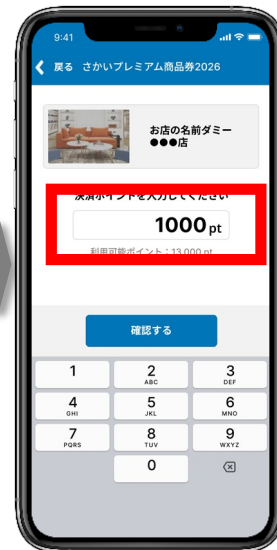 9:41
戻る さかいプレミアム商品券2026
お店の名前ダミー
●●●店
決済ポイントを入力してください
1000 pt
利用可能ポイント：13,000 pt
確認する
1
2 ABC
3 DEF
4 GHI
5 JKL
6 MNO
7 PQRS
8 TUV
9 WXYZ
0